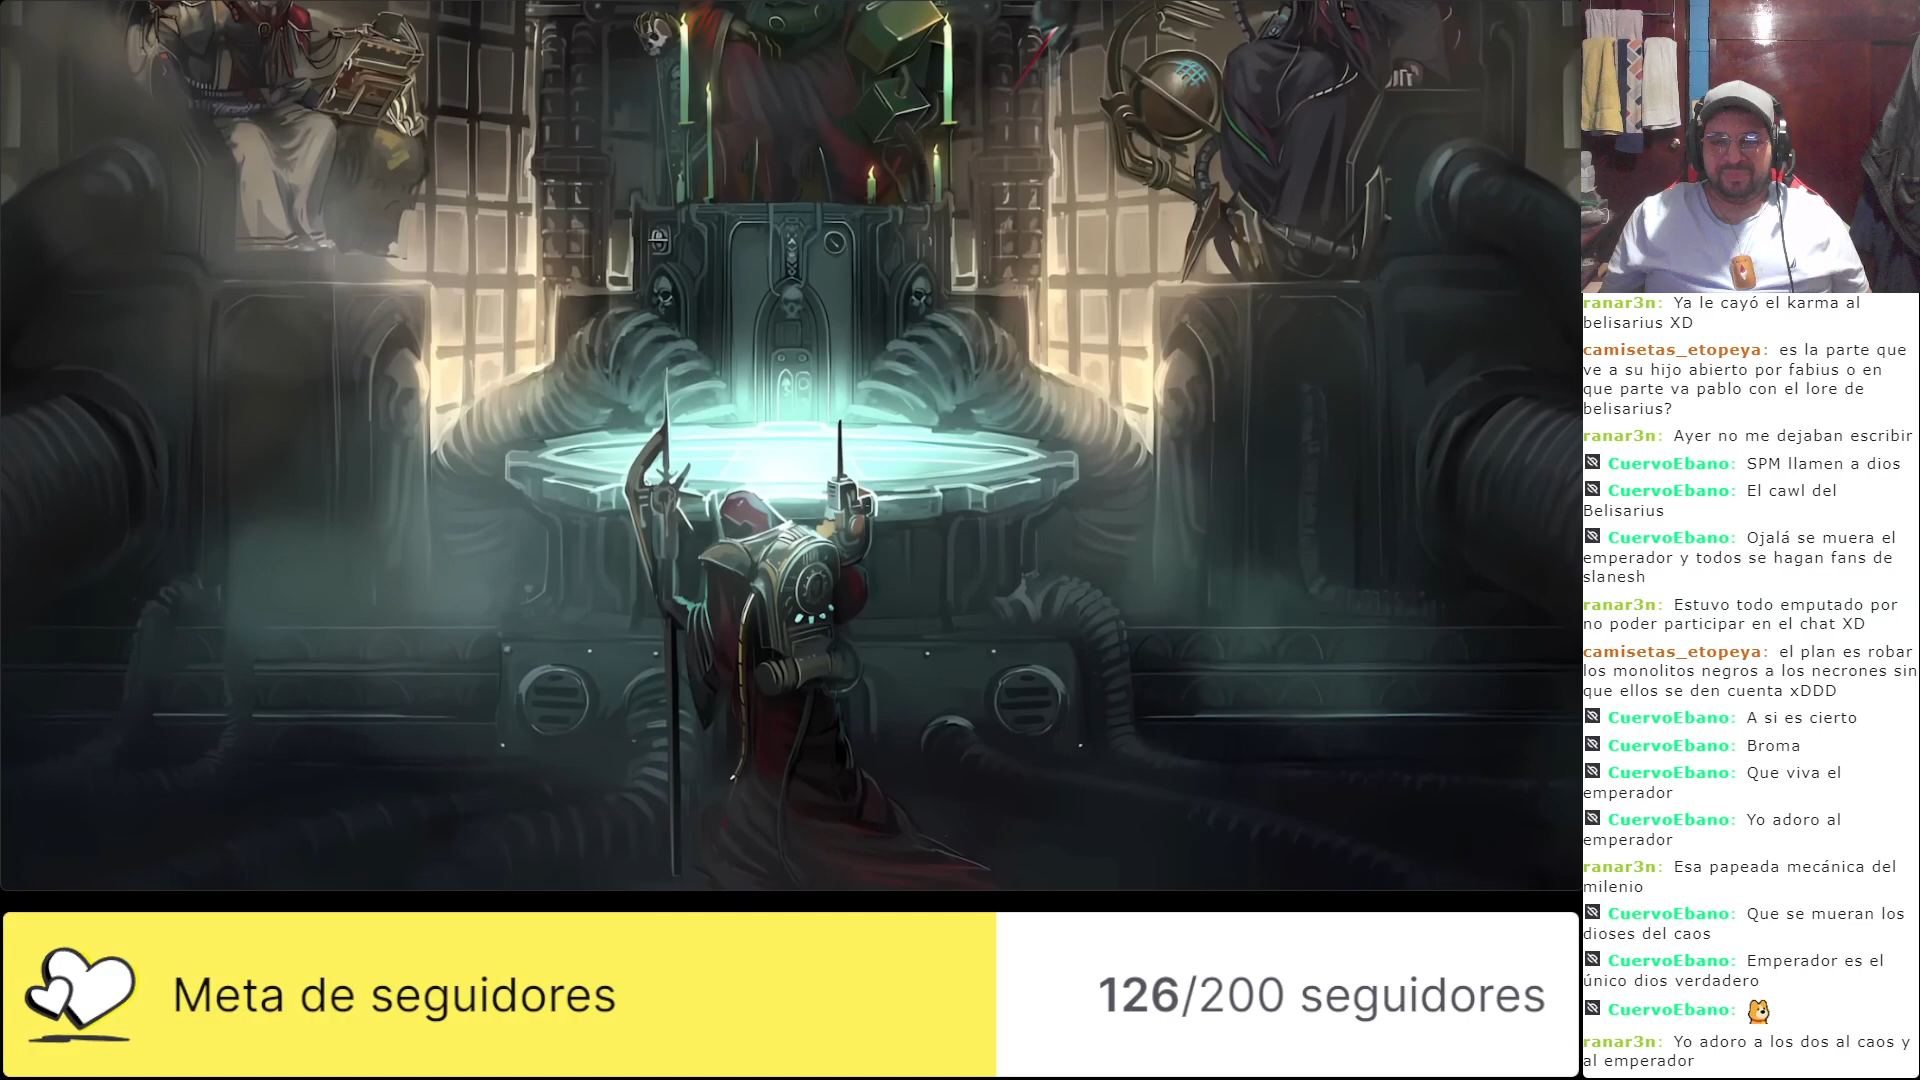 ranar3n: Ya le cayó el karma al
belisarius XD
camisetas_etopeya: es la parte que
ve a su hijo abierto por fabius o en
que parte va pablo con el lore de
belisarius?
ranar3n: Ayer no me dejaban escribir
CuervoEbano: SPM llamen a dios
CuervoEbano: El cawl del
Belisarius
CuervoEbano: Ojalá se muera el
emperador y todos se hagan fans de
slanesh
ranar3n: Estuvo todo emputado por
no poder participar en el chat XD
camisetas_etopeya: el plan es robar
los monolitos negros a los necrones sin
que ellos se den cuenta xDDD
CuervoEbano: A si es cierto
CuervoEbano: Broma
CuervoEbano: Que viva el
emperador
CuervoEbano: Yo adoro al
emperador
ranar3n: Esa papeada mecánica del
milenio
CuervoEbano: Que se mueran los
dioses del caos
CuervoEbano: Emperador es el
único dios verdadero
CuervoEbano:
ranar3n: Yo adoro a los dos al caos y
al emperador
Meta de seguidores
126/200 seguidores